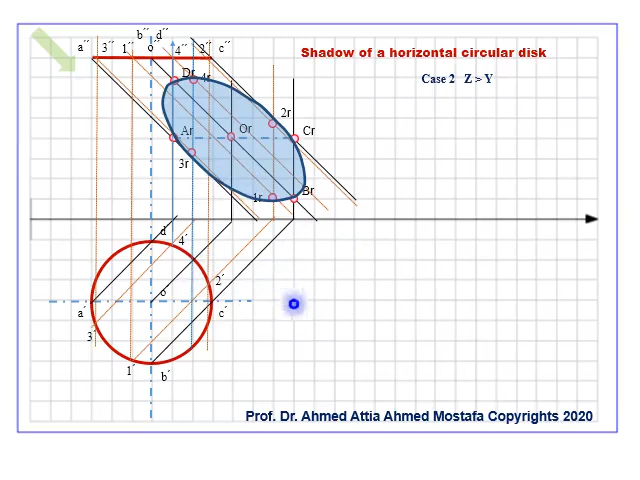 b´´ d´´
a´´ 3´´ 1´´ o´´ 4´´ 2´´ c´´
Shadow of a horizontal circular disk
Case 2 Z > Y
Dr 4r
2r
Ar Or Cr
3r
1r Br
d
4´
2´
o
a´ c´
3´
1´ b´
Prof. Dr. Ahmed Attia Ahmed Mostafa Copyrights 2020